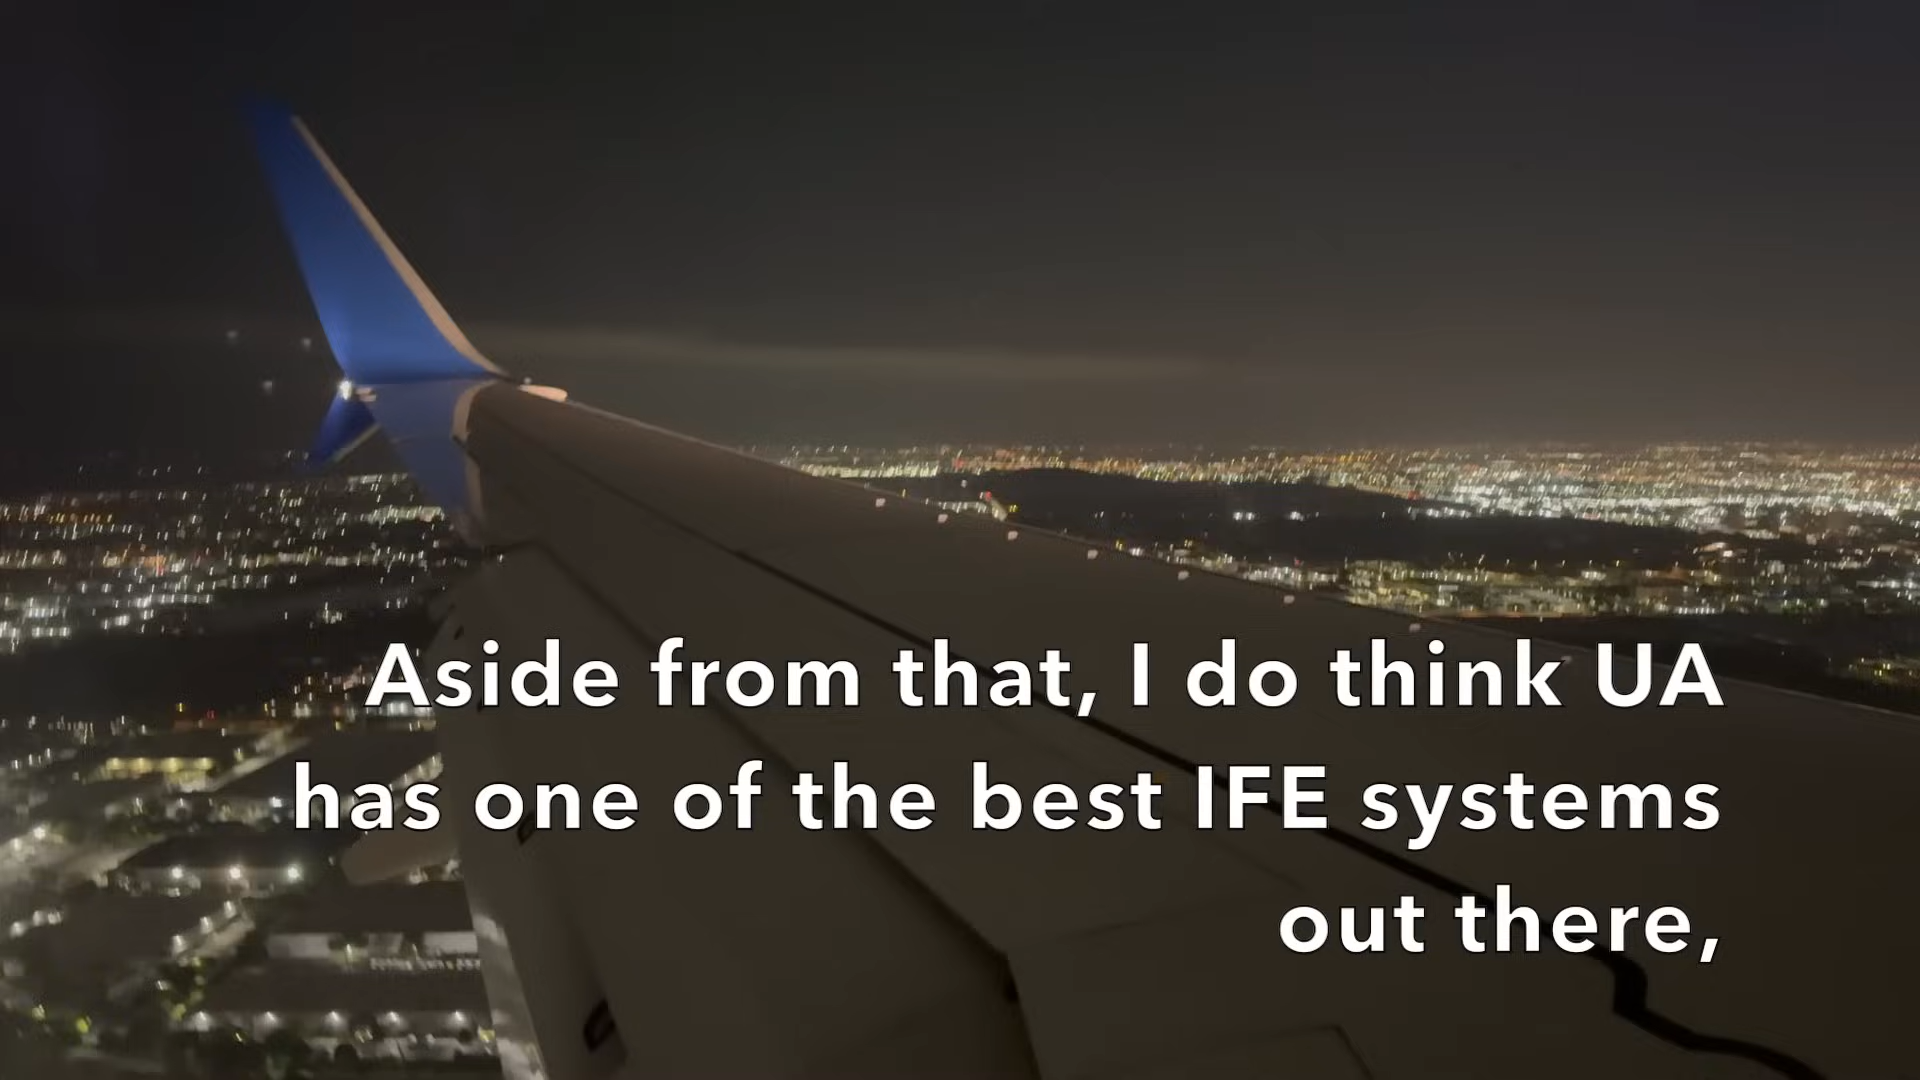 Aside from that, I do think UA
has one of the best IFE systems
out there,